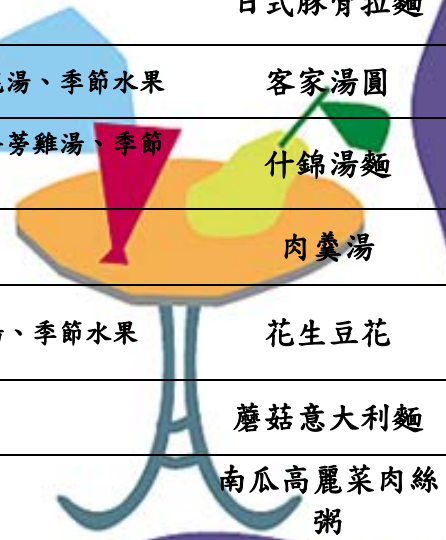 日式豚骨拉麵
湯、季節水果
客家湯圓
蒡雞湯、季節
什錦湯麵
肉羹湯
、季節水果
花生豆花
蘑菇意大利麵
南瓜高麗菜肉絲
粥